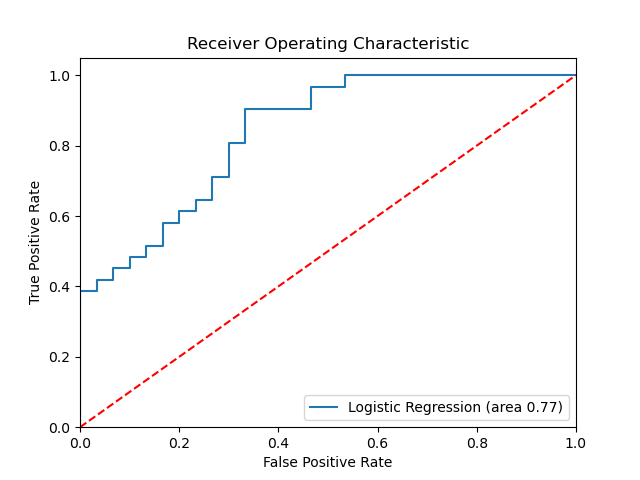 Receiver Operating Characteristic
True Positive Rate
1.0
0.8
0.6
0.4
0.2
0.0
Logistic Regression (area 0.77)
0.0 0.2 0.4 0.6 0.8 1.0
False Positive Rate